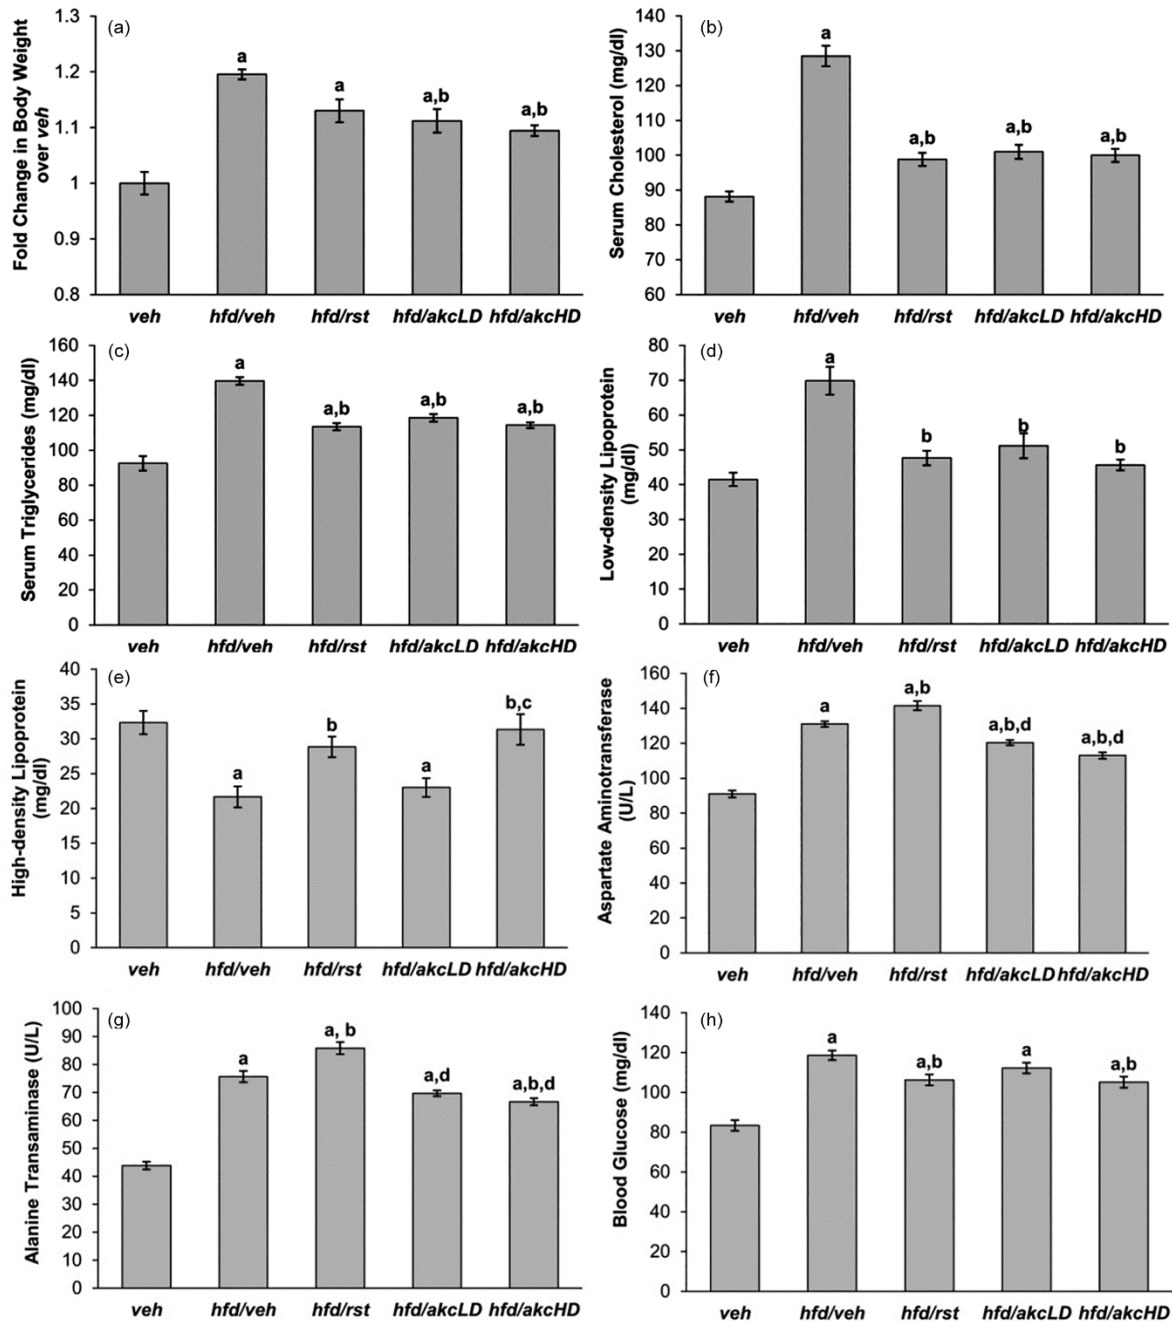 (a)
Fold Change in Body Weight
over veh
1.3
1.2
1.1
1
0.9
0.8
a
a
a,b
a,b
veh hfd/veh hfd/rst hfd/akcLD hfd/akcHD
(b)
Serum Cholesterol (mg/dl)
140
130
120
110
100
90
80
70
60
a
a,b
a,b
a,b
veh hfd/veh hfd/rst hfd/akcLD hfd/akcHD
(c)
Serum Triglycerides (mg/dl)
160
140
120
100
80
60
40
20
0
a
a,b
a,b
a,b
veh hfd/veh hfd/rst hfd/akcLD hfd/akcHD
(d)
Low-density Lipoprotein
(mg/dl)
80
70
60
50
40
30
20
10
0
a
b
b
b
veh hfd/veh hfd/rst hfd/akcLD hfd/akcHD
(e)
High-density Lipoprotein
(mg/dl)
40
35
30
25
20
15
10
5
0
a
b
a
b,c
veh hfd/veh hfd/rst hfd/akcLD hfd/akcHD
(f)
Aspartate Aminotransferase
(U/L)
160
140
120
100
80
60
40
20
0
a
a,b
a,b,d
a,b,d
veh hfd/veh hfd/rst hfd/akcLD hfd/akcHD
(g)
Alanine Transaminase (U/L)
100
90
80
70
60
50
40
30
20
10
0
a
a, b
a,d
a,b,d
veh hfd/veh hfd/rst hfd/akcLD hfd/akcHD
(h)
Blood Glucose (mg/dl)
140
120
100
80
60
40
20
0
a
a,b
a
a,b
veh hfd/veh hfd/rst hfd/akcLD hfd/akcHD